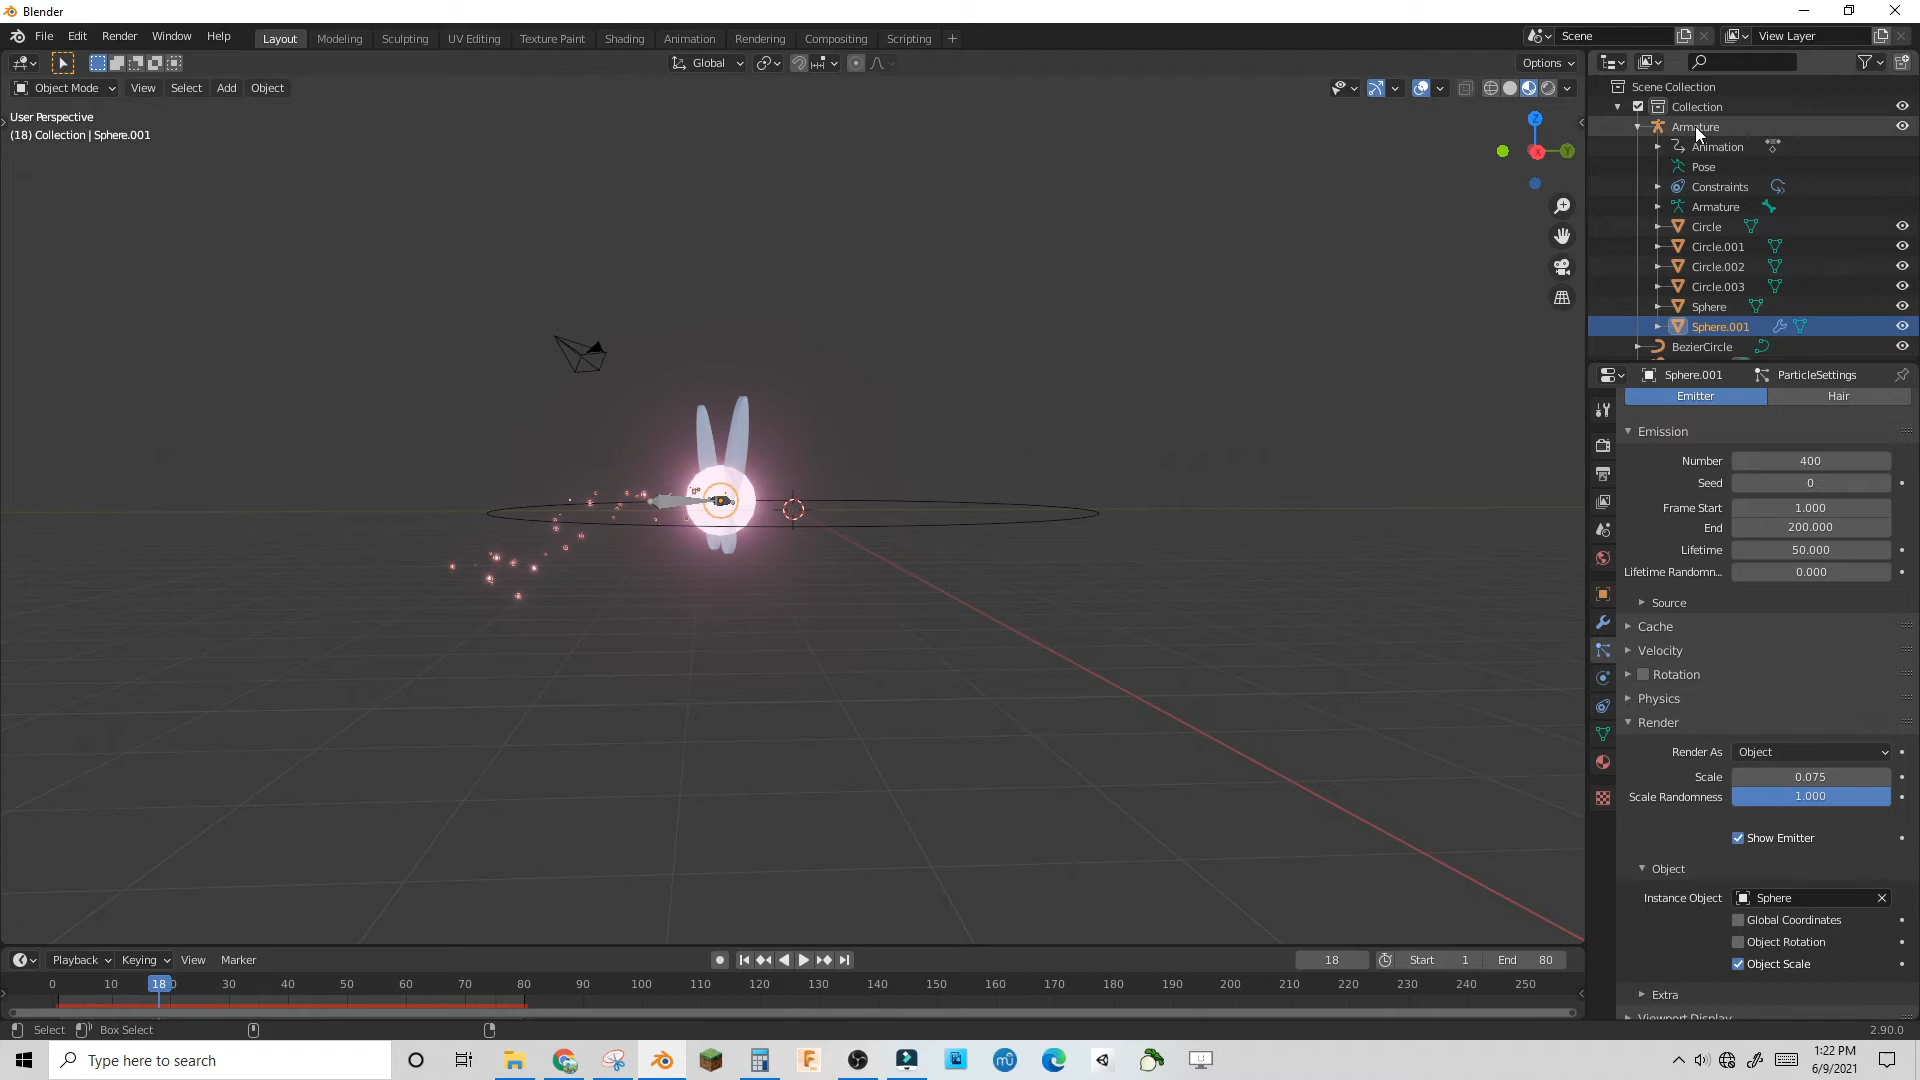 Blender
File Edit Render Window Help
Layout Modeling Sculpting UV Editing Texture Paint Shading Animation Rendering Compositing Scripting +
Scene
View Layer
Global
Options
Object Mode View Select Add Object
User Perspective
(18) Collection | Sphere.001
Z
X
Y
Scene Collection
Collection
Armature
Animation
Pose
Constraints
Armature
Circle
Circle.001
Circle.002
Circle.003
Sphere
Sphere.001
BezierCircle
Sphere.001 ParticleSettings
Emitter Hair
Emission
Number 400
Seed 0
Frame Start 1.000
End 200.000
Lifetime 50.000
Lifetime Randomn... 0.000
Source
Cache
Velocity
Rotation
Physics
Render
Render As Object
Scale 0.075
Scale Randomness 1.000
Show Emitter
Object
Instance Object Sphere
Global Coordinates
Object Rotation
Object Scale
Extra
Viewport Display
Playback Keying View Marker
18 Start 1 End 80
0 10 18 30 40 50 60 70 80 90 100 110 120 130 140 150 160 170 180 190 200 210 220 230 240 250
Select Box Select
2.90.0
Type here to search
1:22 PM
6/9/2021